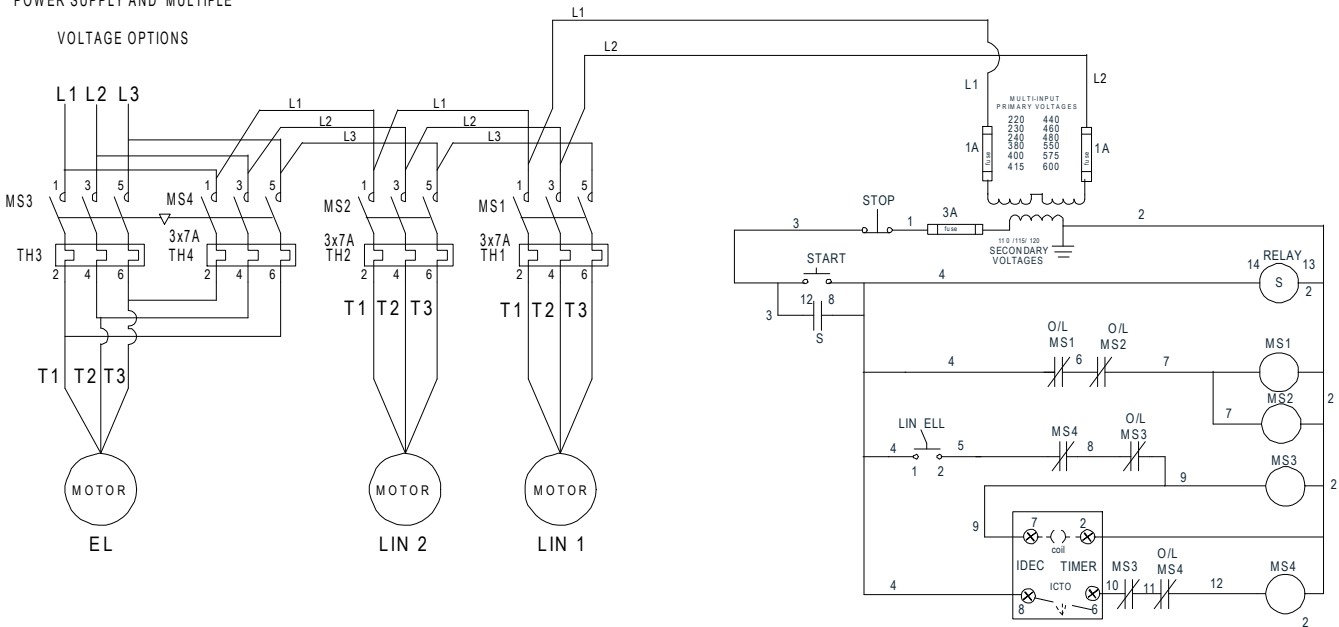 POWER SUPPLY AND MULTIPLE
VOLTAGE OPTIONS
L1 L2 L3
L1
L2
L3
L1
L2
L3
L1
L2
L1
L2
MULTI-INPUT
PRIMARY VOLTAGES
220 440
230 460
240 480
380 550
400 575
415 600
1A
fuse
fuse
1A
MS3
1 3 5
MS4
1 3 5
MS2
1 3 5
MS1
1 3 5
TH3
3x7A
TH4
3x7A
TH2
3x7A
TH1
2 4 6
2 4 6
2 4 6
2 4 6
T1 T2 T3
T1 T2 T3
T1 T2 T3
MOTOR
MOTOR
MOTOR
EL
LIN 2
LIN 1
STOP
3
1
3A
fuse
2
110 /115/ 120
SECONDARY
VOLTAGES
START
4
14
RELAY
13
S
2
12 8
3
S
O/L
MS1
O/L
MS2
4
6
7
MS1
MS2
7
2
LIN ELL
4
5
1 2
MS4
8
O/L
MS3
9
MS3
2
9
7
2
coil
IDEC TIMER
ICTO
8
6
4
MS3
10
11
O/L
MS4
12
MS4
2